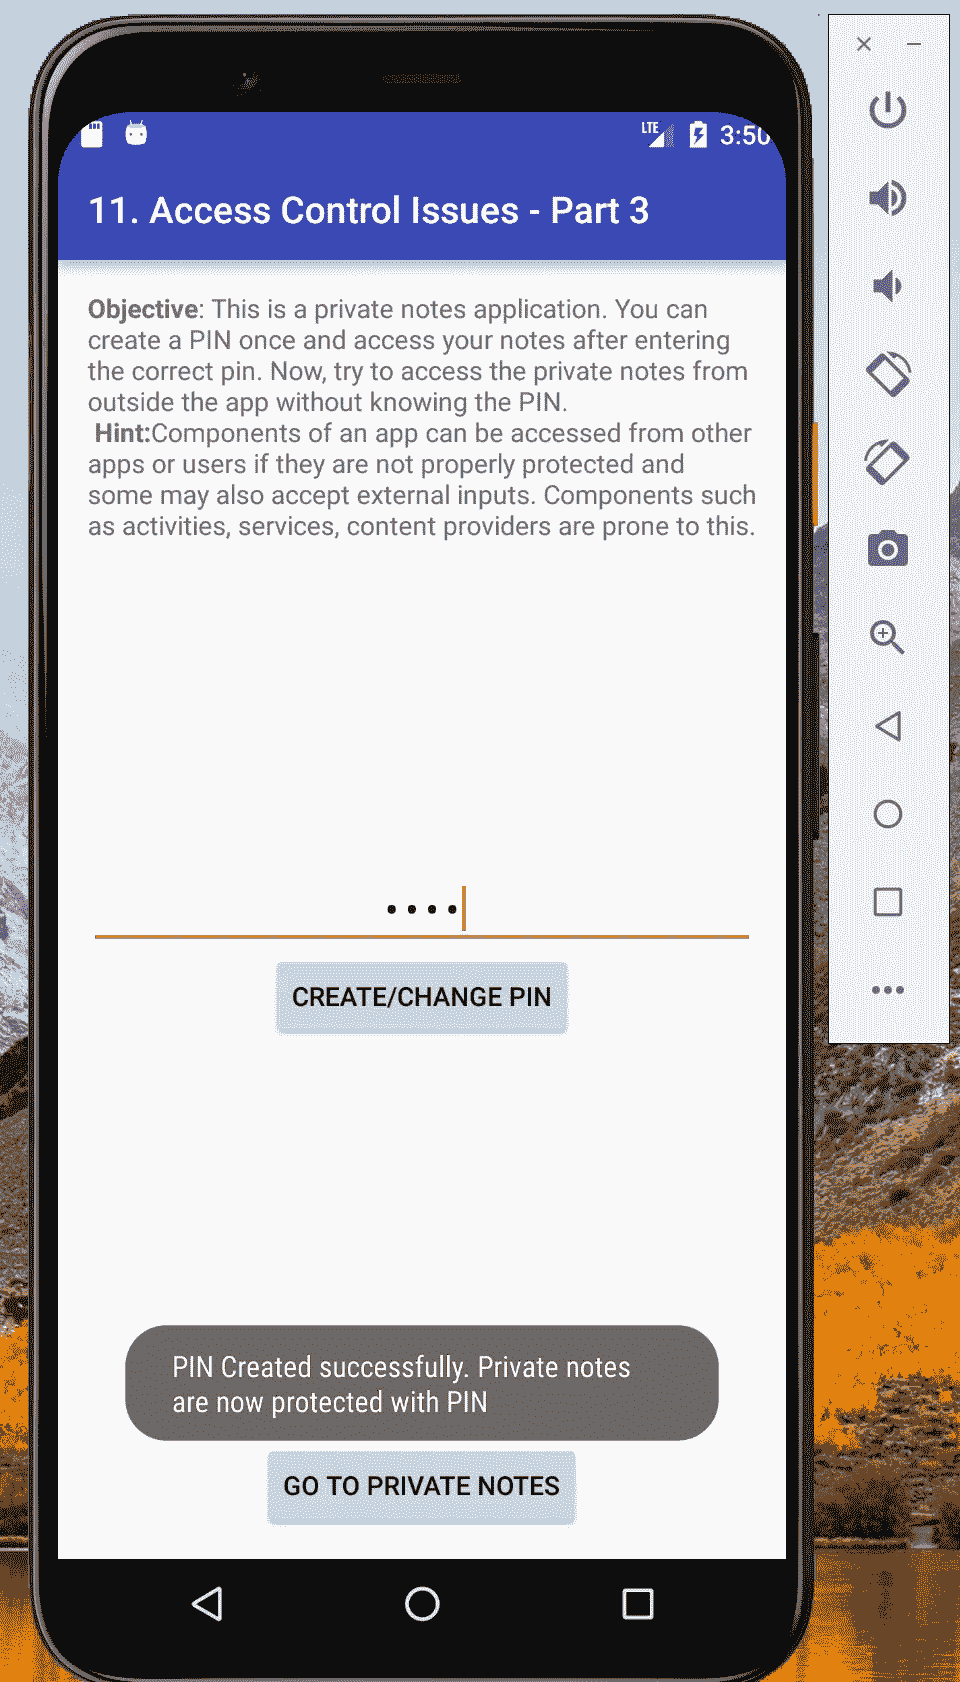 LTE 3:50
11. Access Control Issues - Part 3
Objective: This is a private notes application. You can
create a PIN once and access your notes after entering
the correct pin. Now, try to access the private notes from
outside the app without knowing the PIN.
Hint:Components of an app can be accessed from other
apps or users if they are not properly protected and
some may also accept external inputs. Components such
as activities, services, content providers are prone to this.
CREATE/CHANGE PIN
PIN Created successfully. Private notes
are now protected with PIN
GO TO PRIVATE NOTES